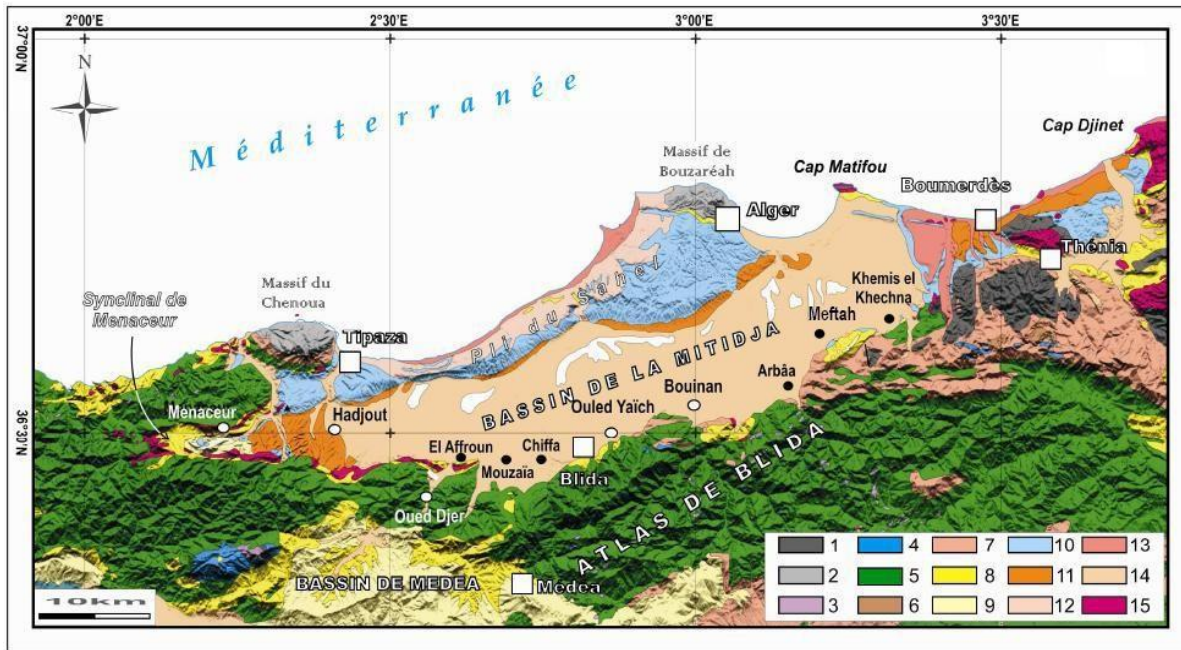 2°00'E 2°30'E 3°00'E 3°30'E
37°00'N
N
Méditerranée
Cap Djinet
Massif de
Bouzaréah
Cap Matifou
Boumerdès
Alger
Thénia
Massif du
Chenoua
Khemis el
Khechna
Synclinal de
Menaceur
Tipaza
Pli du Sahel
Meftah
BASSIN DE LA MITIDJA
Arbâa
Bouinan
Menaceur
Hadjout
Ouled Yaïch
36°30'N
El Affroun
Chiffa
Mouzaïa
Blida
ATLAS DE BLIDA
Oued Djer
BASSIN DE MEDEA
Médea
1 4 7 10 13
2 5 8 11 14
3 6 9 12 15
10km